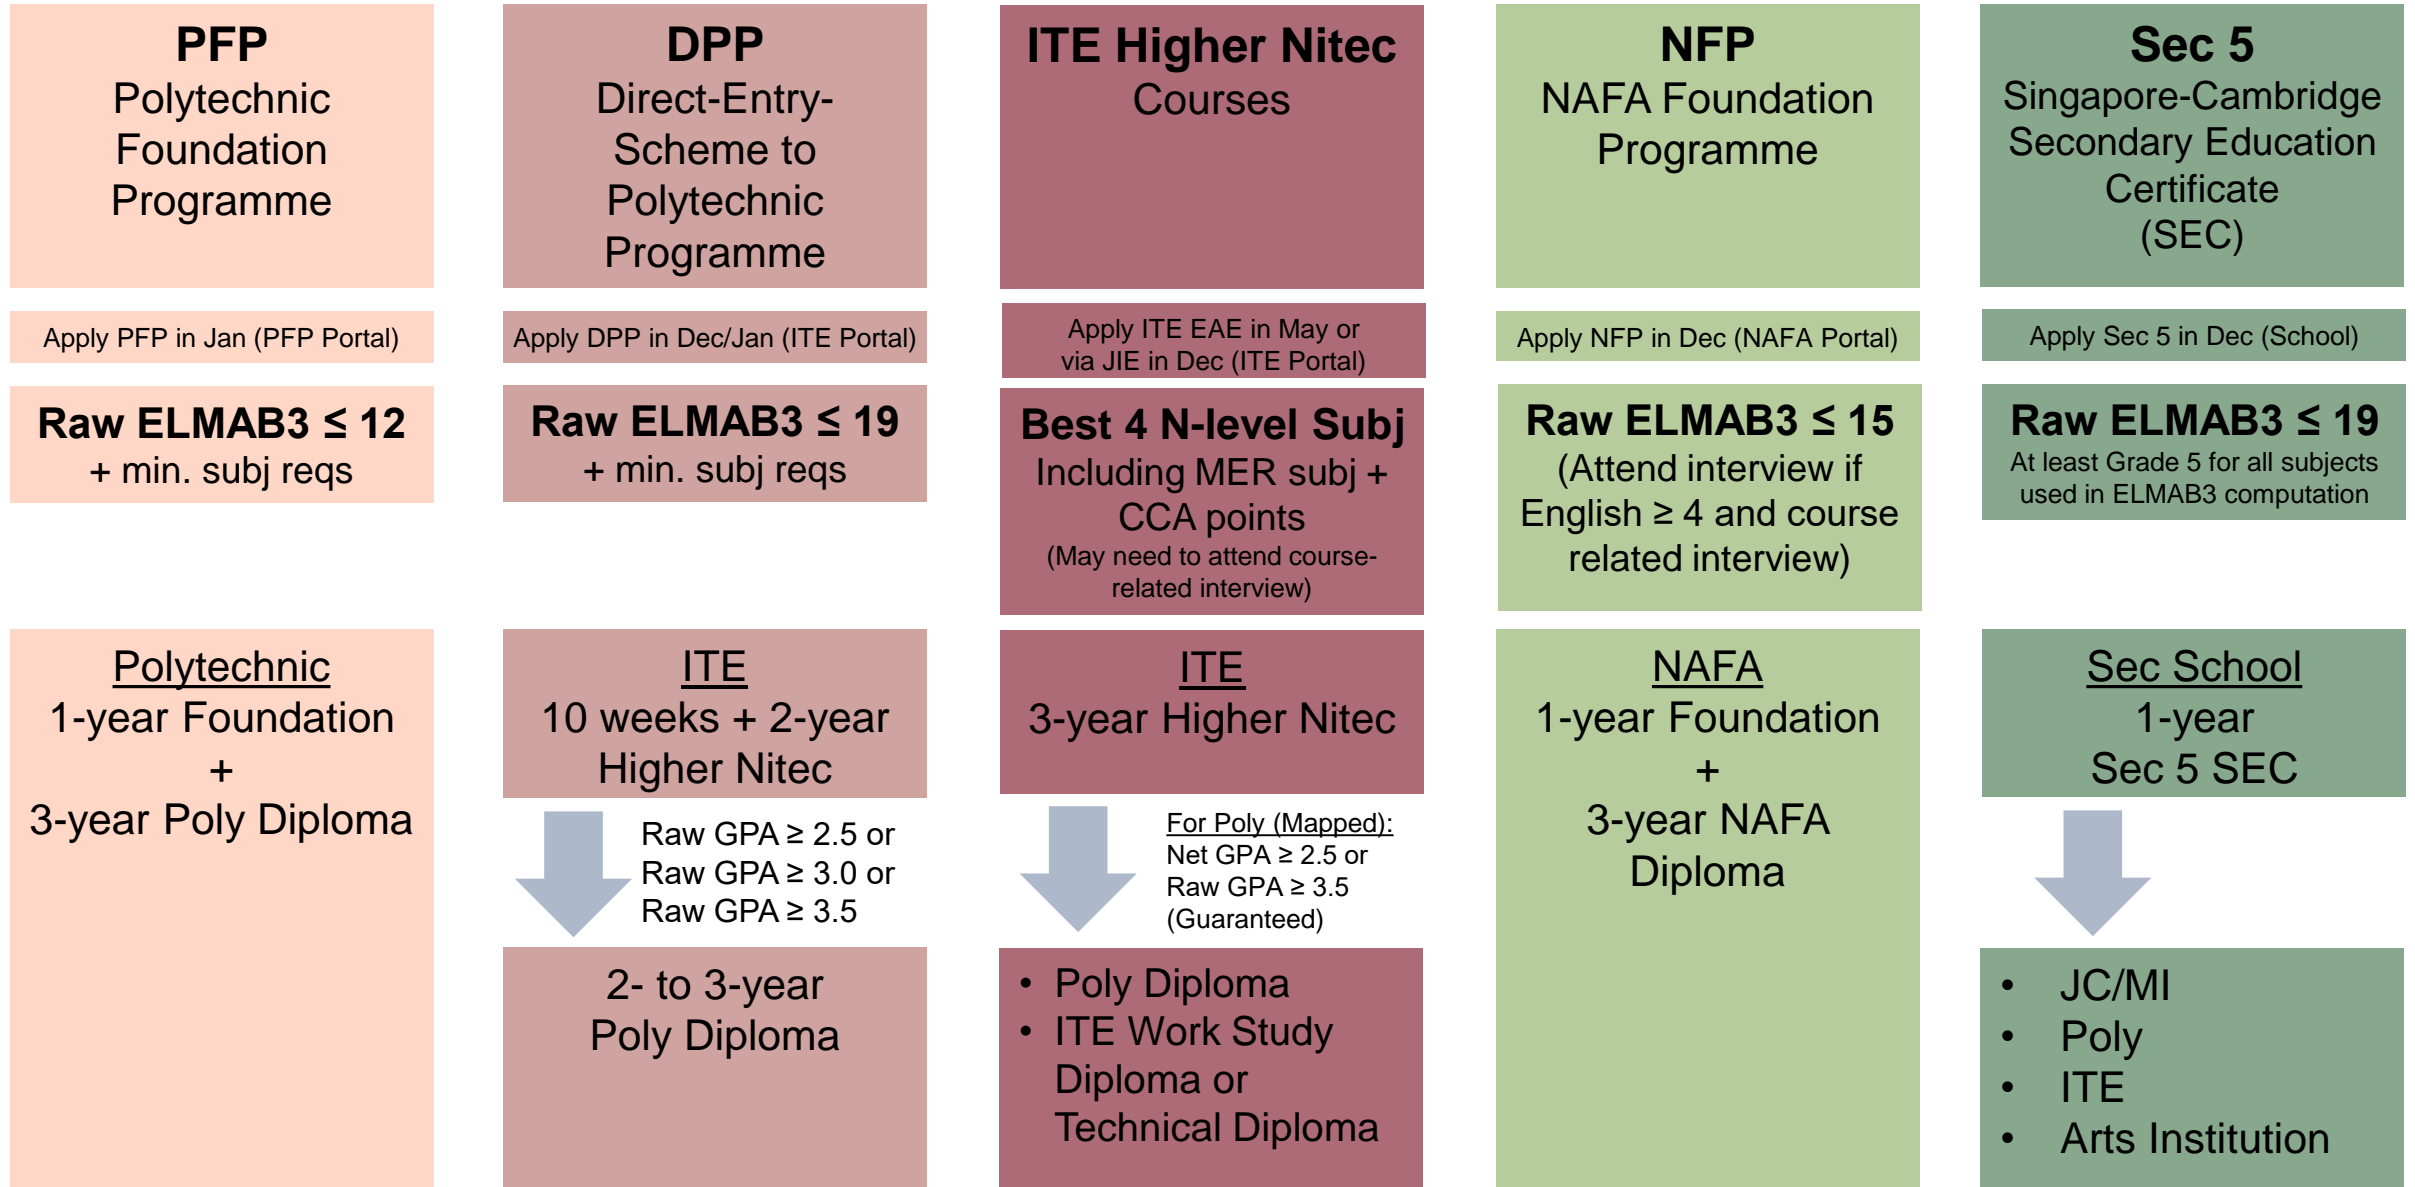 PFP
Polytechnic
Foundation
Programme
Apply PFP in Jan (PFP Portal)
Raw ELMAB3 ≤ 12
+ min. subj reqs
Polytechnic
1-year Foundation
+
3-year Poly Diploma
DPP
Direct-Entry-
Scheme to
Polytechnic
Programme
Apply DPP in Dec/Jan (ITE Portal)
Raw ELMAB3 ≤ 19
+ min. subj reqs
ITE
10 weeks + 2-year
Higher Nitec
Raw GPA ≥ 2.5 or
Raw GPA ≥ 3.0 or
Raw GPA ≥ 3.5
2- to 3-year
Poly Diploma
ITE Higher Nitec
Courses
Apply ITE EAE in May or
via JIE in Dec (ITE Portal)
Best 4 N-level Subj
Including MER subj +
CCA points
(May need to attend course-
related interview)
ITE
3-year Higher Nitec
For Poly (Mapped):
Net GPA ≥ 2.5 or
Raw GPA ≥ 3.5
(Guaranteed)
• Poly Diploma
• ITE Work Study
Diploma or
Technical Diploma
NFP
NAFA Foundation
Programme
Apply NFP in Dec (NAFA Portal)
Raw ELMAB3 ≤ 15
(Attend interview if
English ≥ 4 and course
related interview)
NAFA
1-year Foundation
+
3-year NAFA
Diploma
Sec 5
Singapore-Cambridge
Secondary Education
Certificate
(SEC)
Apply Sec 5 in Dec (School)
Raw ELMAB3 ≤ 19
At least Grade 5 for all subjects
used in ELMAB3 computation
Sec School
1-year
Sec 5 SEC
• JC/MI
• Poly
• ITE
• Arts Institution